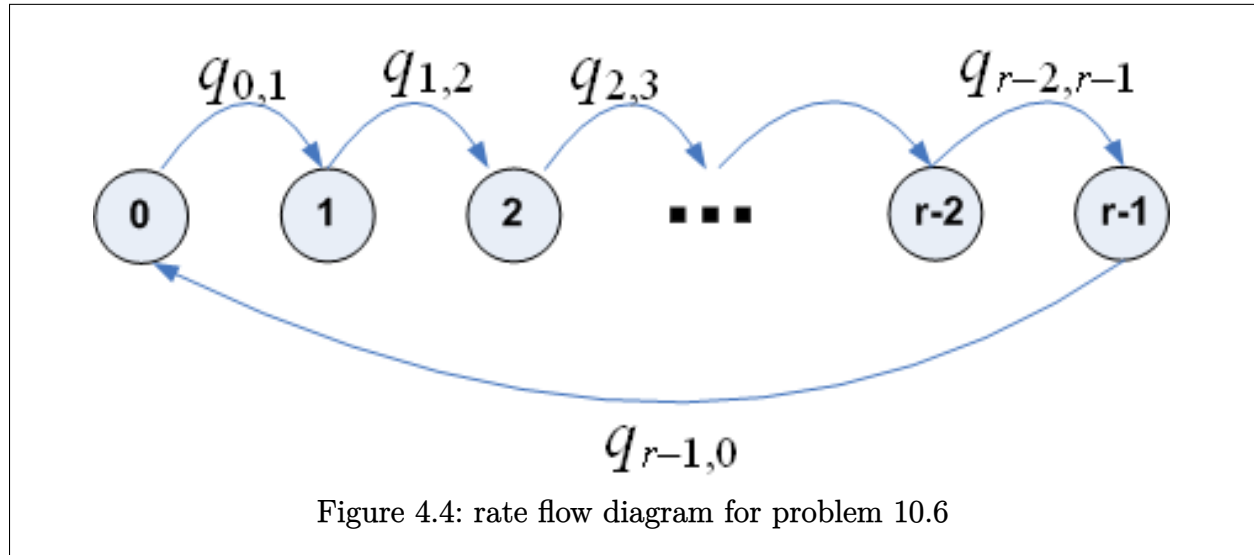 q0,1 q1,2 q2,3 qr−2,r−1
0 1 2 ... r-2 r-1
qr−1,0
Figure 4.4: rate flow diagram for problem 10.6